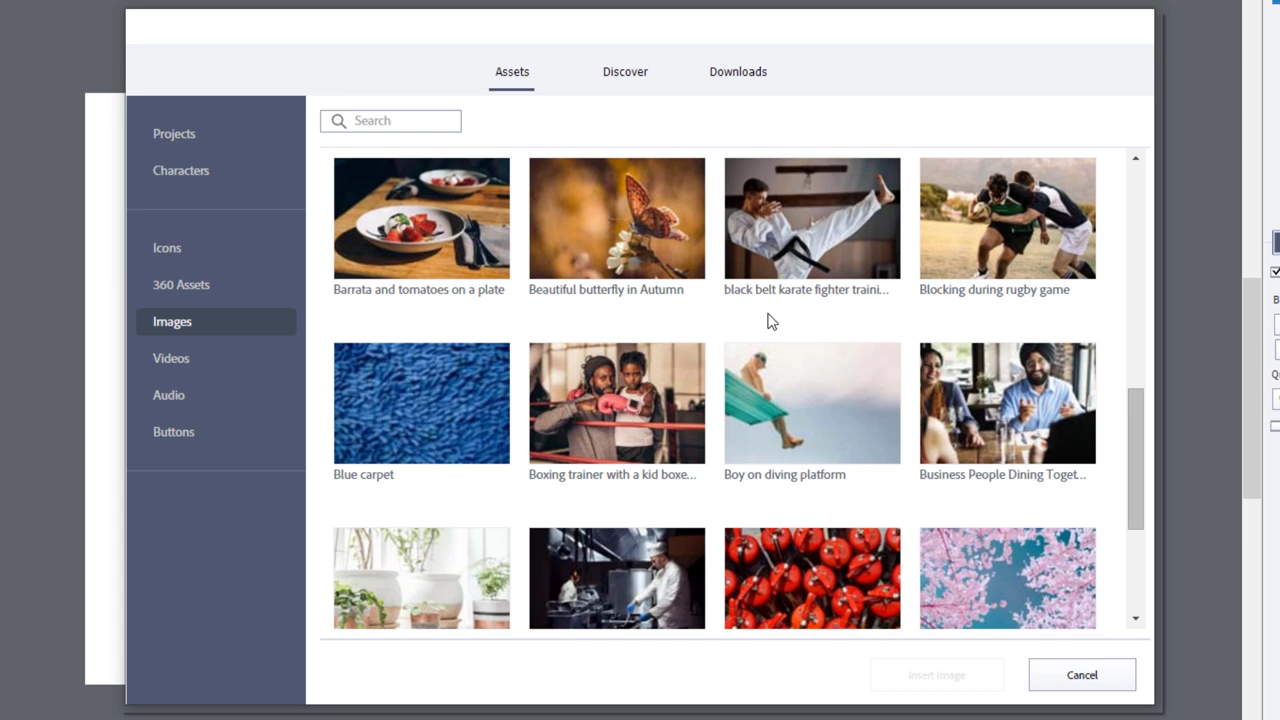 Assets
Discover
Downloads
Projects
Characters
Icons
360 Assets
Images
Videos
Audio
Buttons
Search
Barrata and tomatoes on a plate
Beautiful butterfly in Autumn
black belt karate fighter traini...
Blocking during rugby game
Blue carpet
Boxing trainer with a kid boxe...
Boy on diving platform
Business People Dining Toget...
Insert Image
Cancel
B